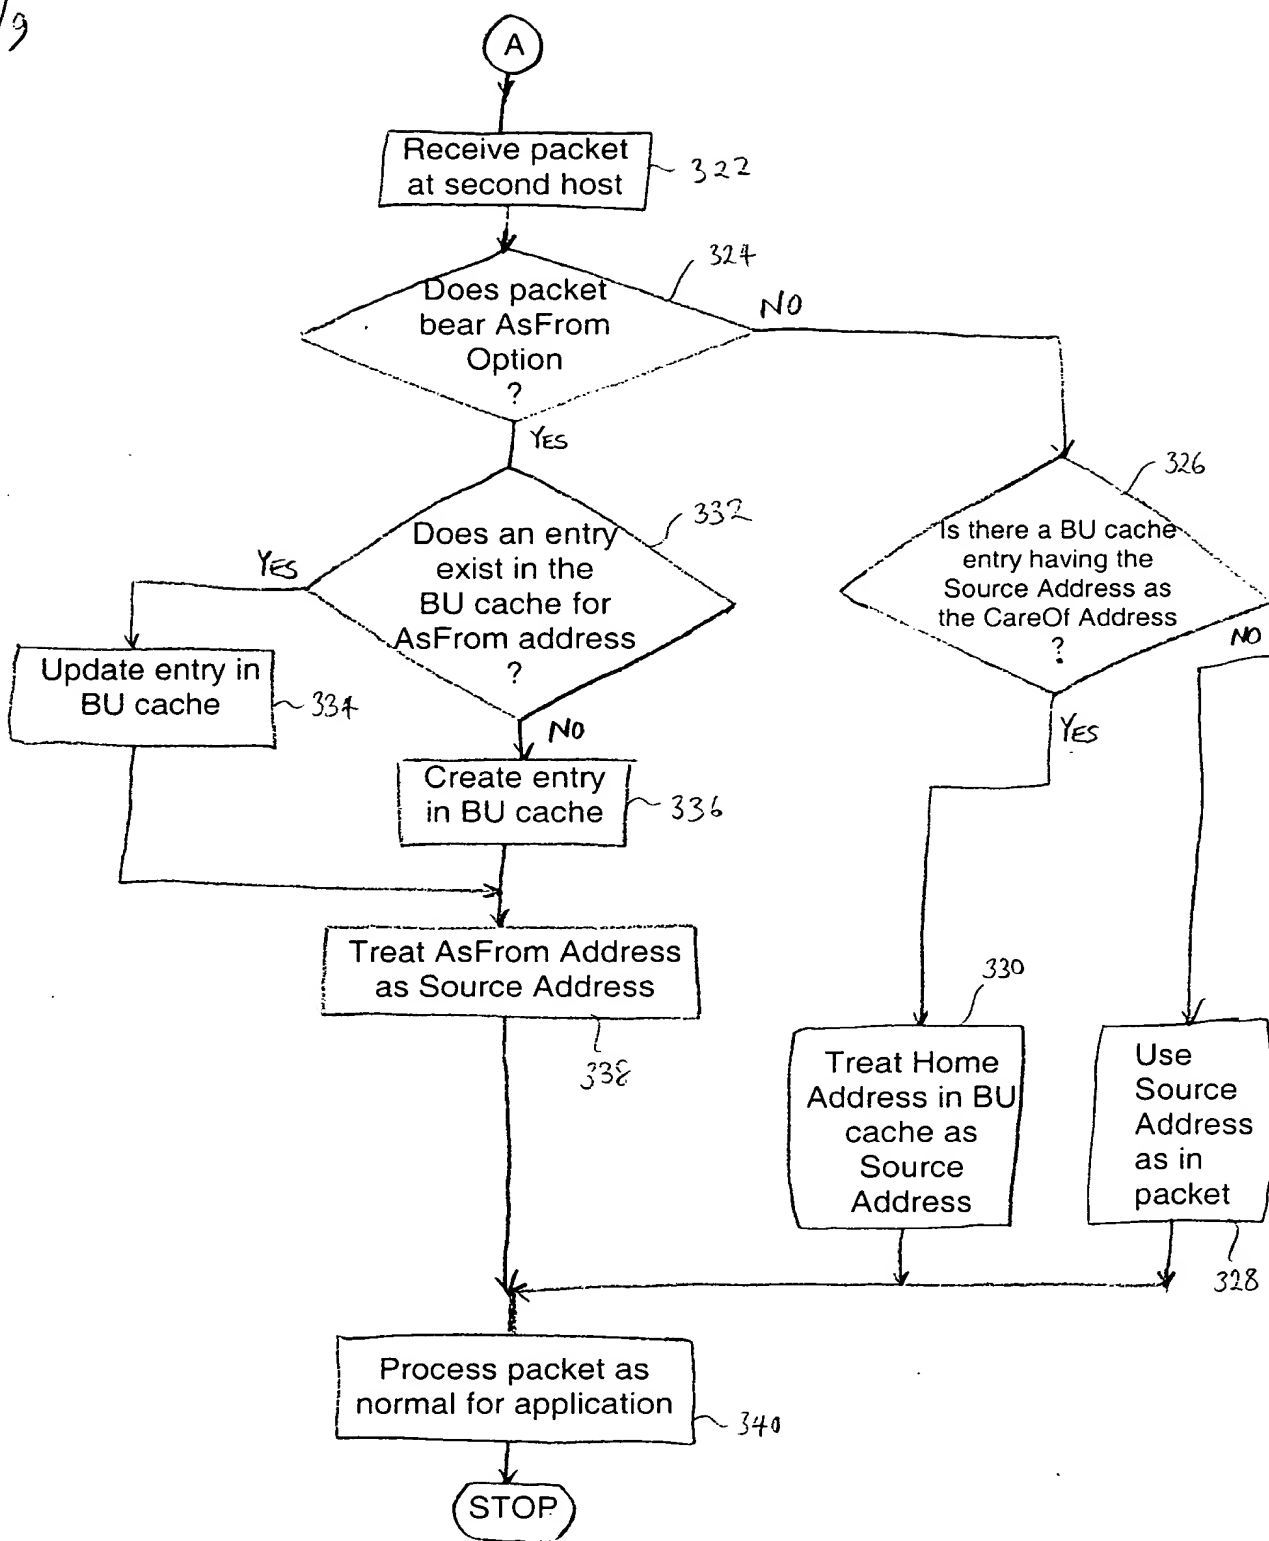 /9
A
Receive packet
at second host
322
324
Does packet
bear AsFrom
Option
?
NO
YES
326
Is there a BU cache
entry having the
Source Address as
the CareOf Address
?
NO
YES
332
Does an entry
exist in the
BU cache for
AsFrom address
?
YES
NO
Update entry in
BU cache
334
Create entry
in BU cache
336
Treat AsFrom Address
as Source Address
338
330
Treat Home
Address in BU
cache as
Source
Address
Use
Source
Address
as in
packet
328
Process packet as
normal for application
340
STOP